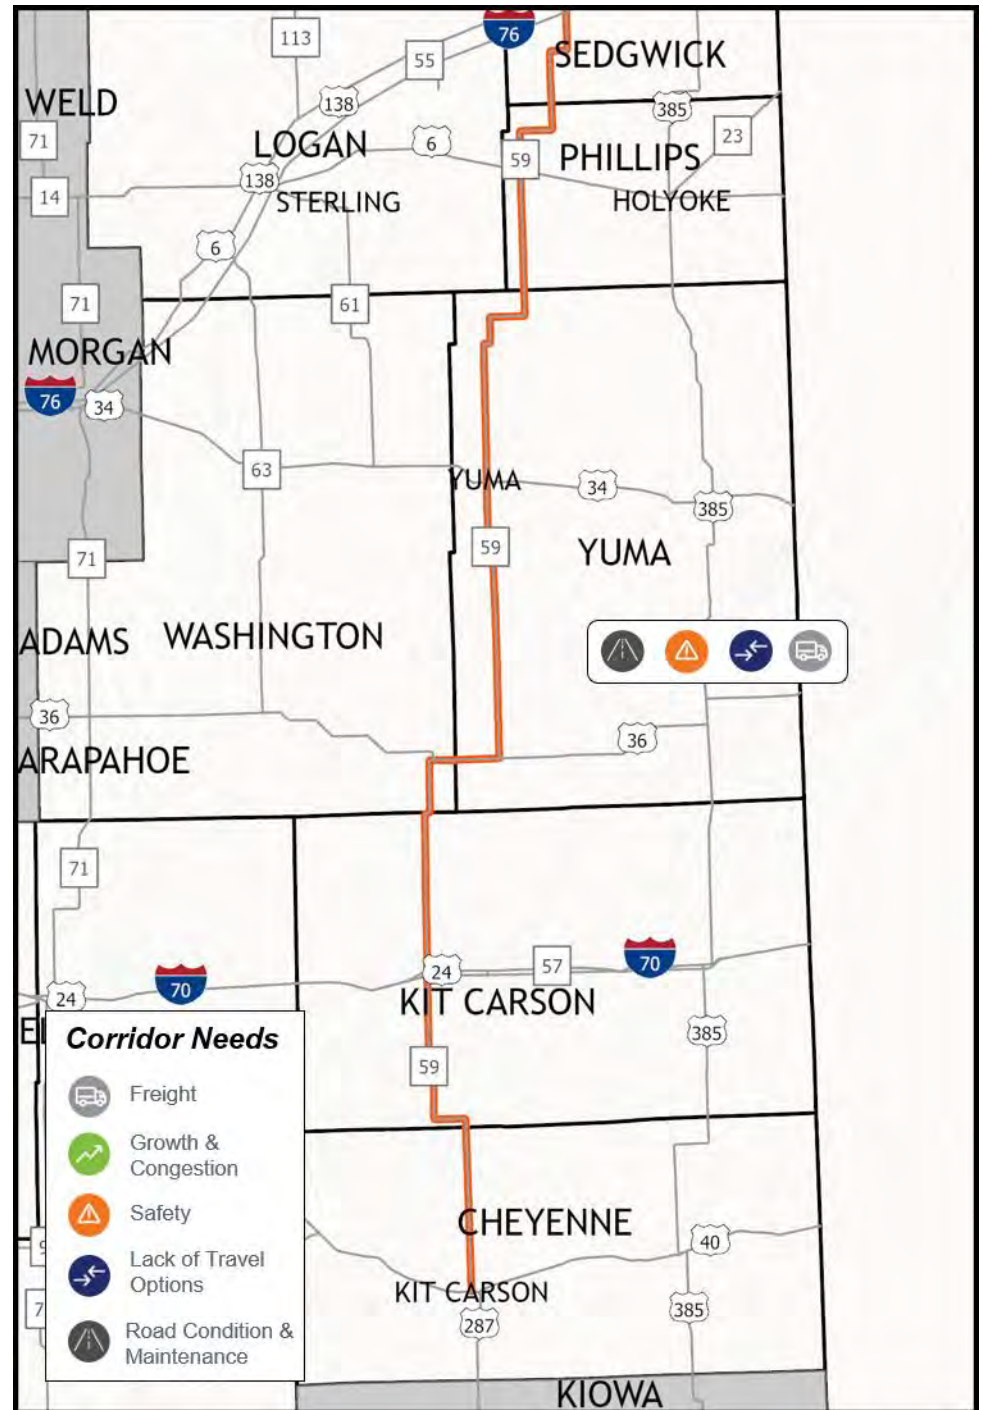 113
76
SEDGWICK
55
WELD
138
385
71
LOGAN
6
59
PHILLIPS
23
138
14
STERLING
HOLYOKE
6
71
61
MORGAN
76
34
63
YUMA
34
385
71
59
YUMA
ADAMS
WASHINGTON
36
36
ARAPAHOE
71
24
57
70
70
24
KIT CARSON
385
59
Corridor Needs
Freight
Growth &
Congestion
Safety
Lack of Travel
Options
Road Condition &
Maintenance
CHEYENNE
40
KIT CARSON
385
287
KIOWA